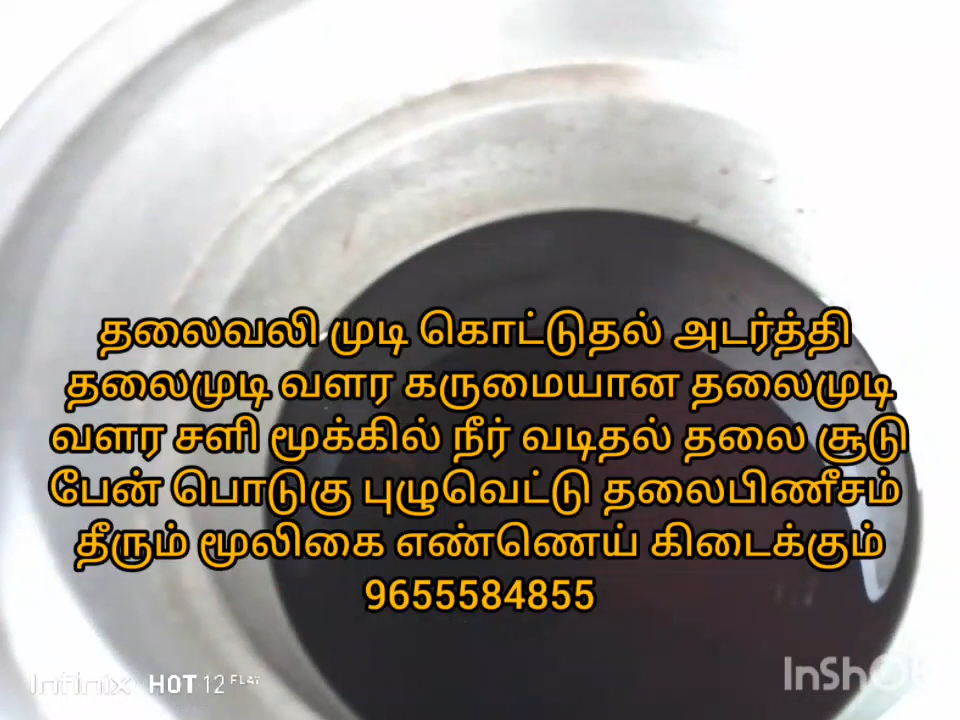 தலைவலி முடி கொட்டுதல் அடர்த்தி
தலைமுடி வளர கருமையான தலைமுடி
வளர சளி மூக்கில் நீர் வடிதல் தலை சூடு
பேன் பொடுகு புழுவெட்டு தலைபிணீசம்
தீரும் மூலிகை எண்ணெய் கிடைக்கும்
9655584855
Infinix HOT 12 FLAT
InShot